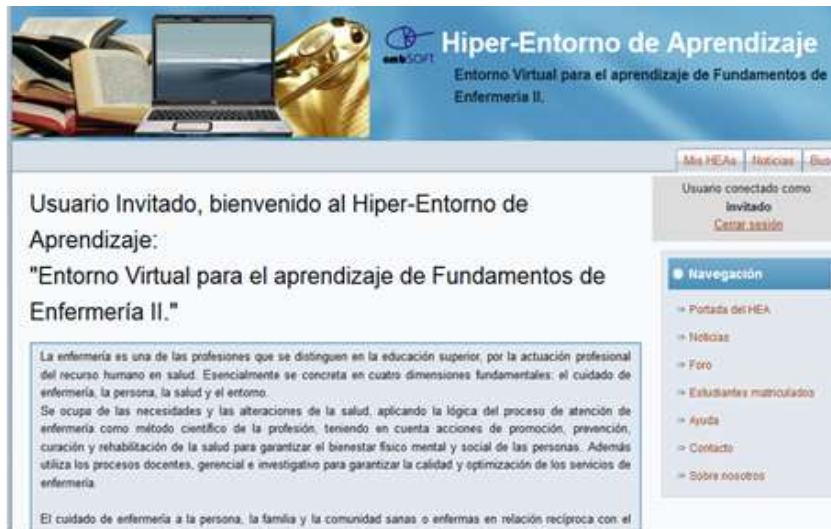 Hiper-Entorno de Aprendizaje
ambSOFT
Entorno Virtual para el aprendizaje de Fundamentos de
Enfermeria II.
Mis HEAs Noticias
Usuario Invitado, bienvenido al Hiper-Entorno de
Aprendizaje:
"Entorno Virtual para el aprendizaje de Fundamentos de
Enfermería II."
La enfermería es una de las profesiones que se distinguen en la educación superior, por la actuación profesional
del recurso humano en salud. Esencialmente se concreta en cuatro dimensiones fundamentales: el cuidado de
enfermería, la persona, la salud y el entorno.
Se ocupa de las necesidades y las alteraciones de la salud, aplicando la lógica del proceso de atención de
enfermería como método científico de la profesión, teniendo en cuenta acciones de promoción, prevención,
curación y rehabilitación de la salud para garantizar el bienestar físico mental y social de las personas. Además
utiliza los procesos docentes, gerencial e investigativo para garantizar la calidad y optimización de los servicios de
enfermería.
El cuidado de enfermería a la persona, la familia y la comunidad sanas o enfermas en relación recíproca con el
Usuario conectado como
invitado
Cerrar sesión
Navegación
Portada del HEA
Noticias
Foro
Estudiantes matriculados
Ayuda
Contacto
Sobre nosotros